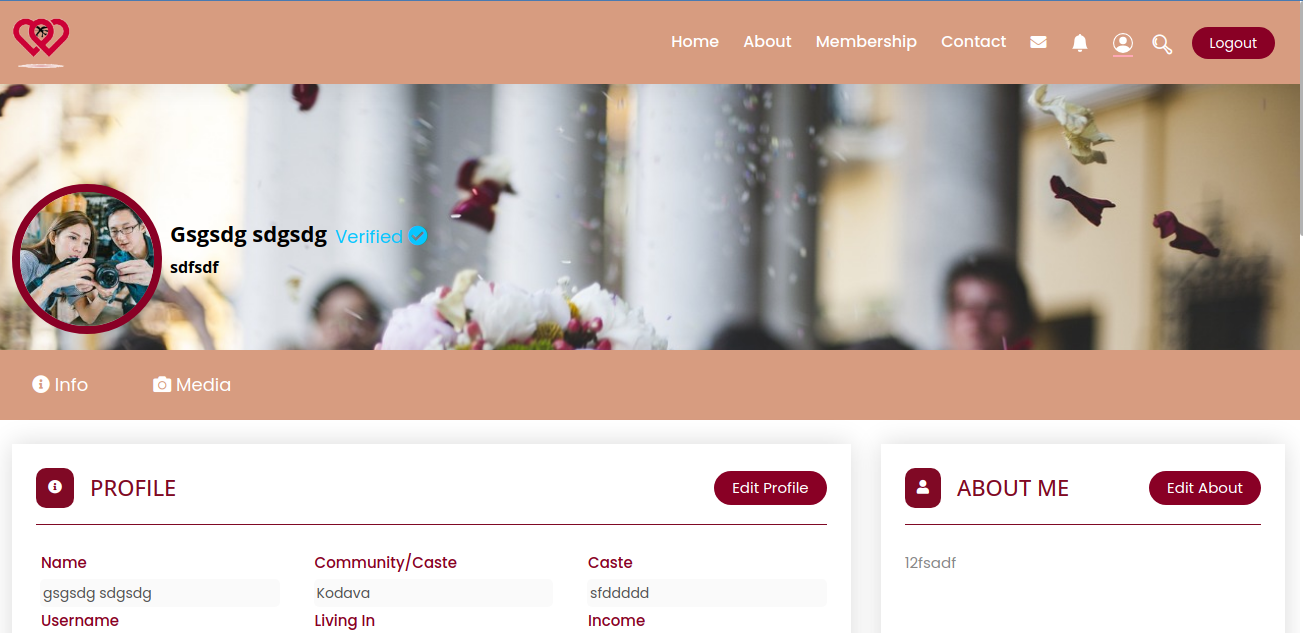 Home About Membership Contact Logout
Gsgsdg sdgsdg Verified
sdfsdf
Info Media
PROFILE Edit Profile
Name Community/Caste Caste
gsgsdg sdgsdg Kodava sfddddd
Username Living In Income
ABOUT ME Edit About
12fsadf